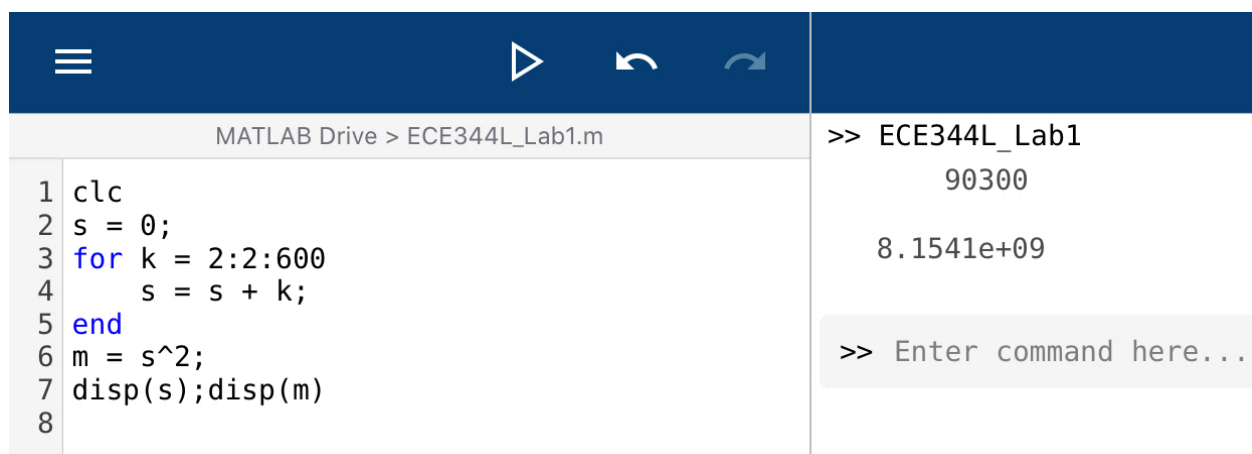 MATLAB Drive > ECE344L_Lab1.m
1 clc
2 s = 0;
3 for k = 2:2:600
4     s = s + k;
5 end
6 m = s^2;
7 disp(s);disp(m)
8
>> ECE344L_Lab1
90300
8.1541e+09
>> Enter command here...